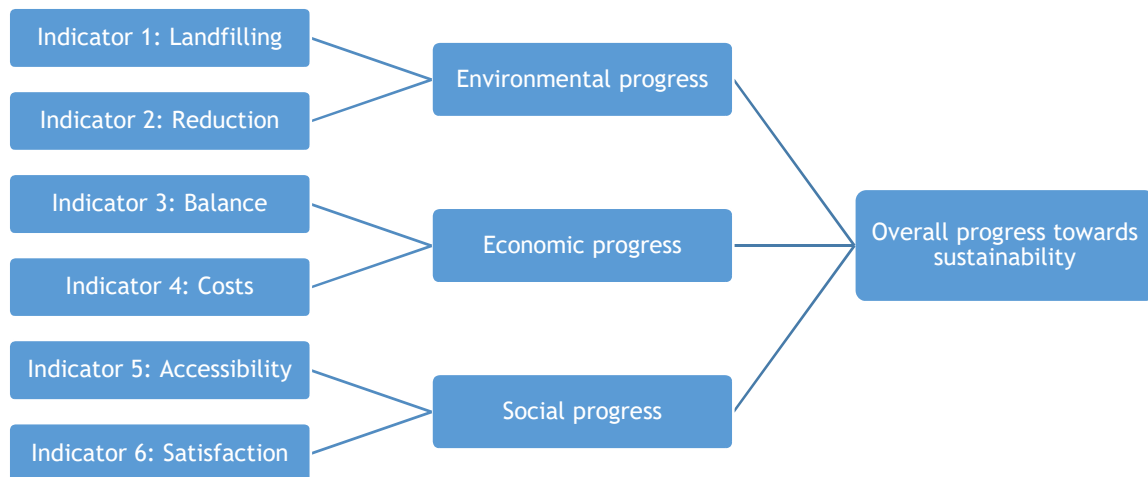 Indicator 1: Landfilling
Indicator 2: Reduction
Indicator 3: Balance
Indicator 4: Costs
Indicator 5: Accessibility
Indicator 6: Satisfaction
Environmental progress
Economic progress
Social progress
Overall progress towards
sustainability